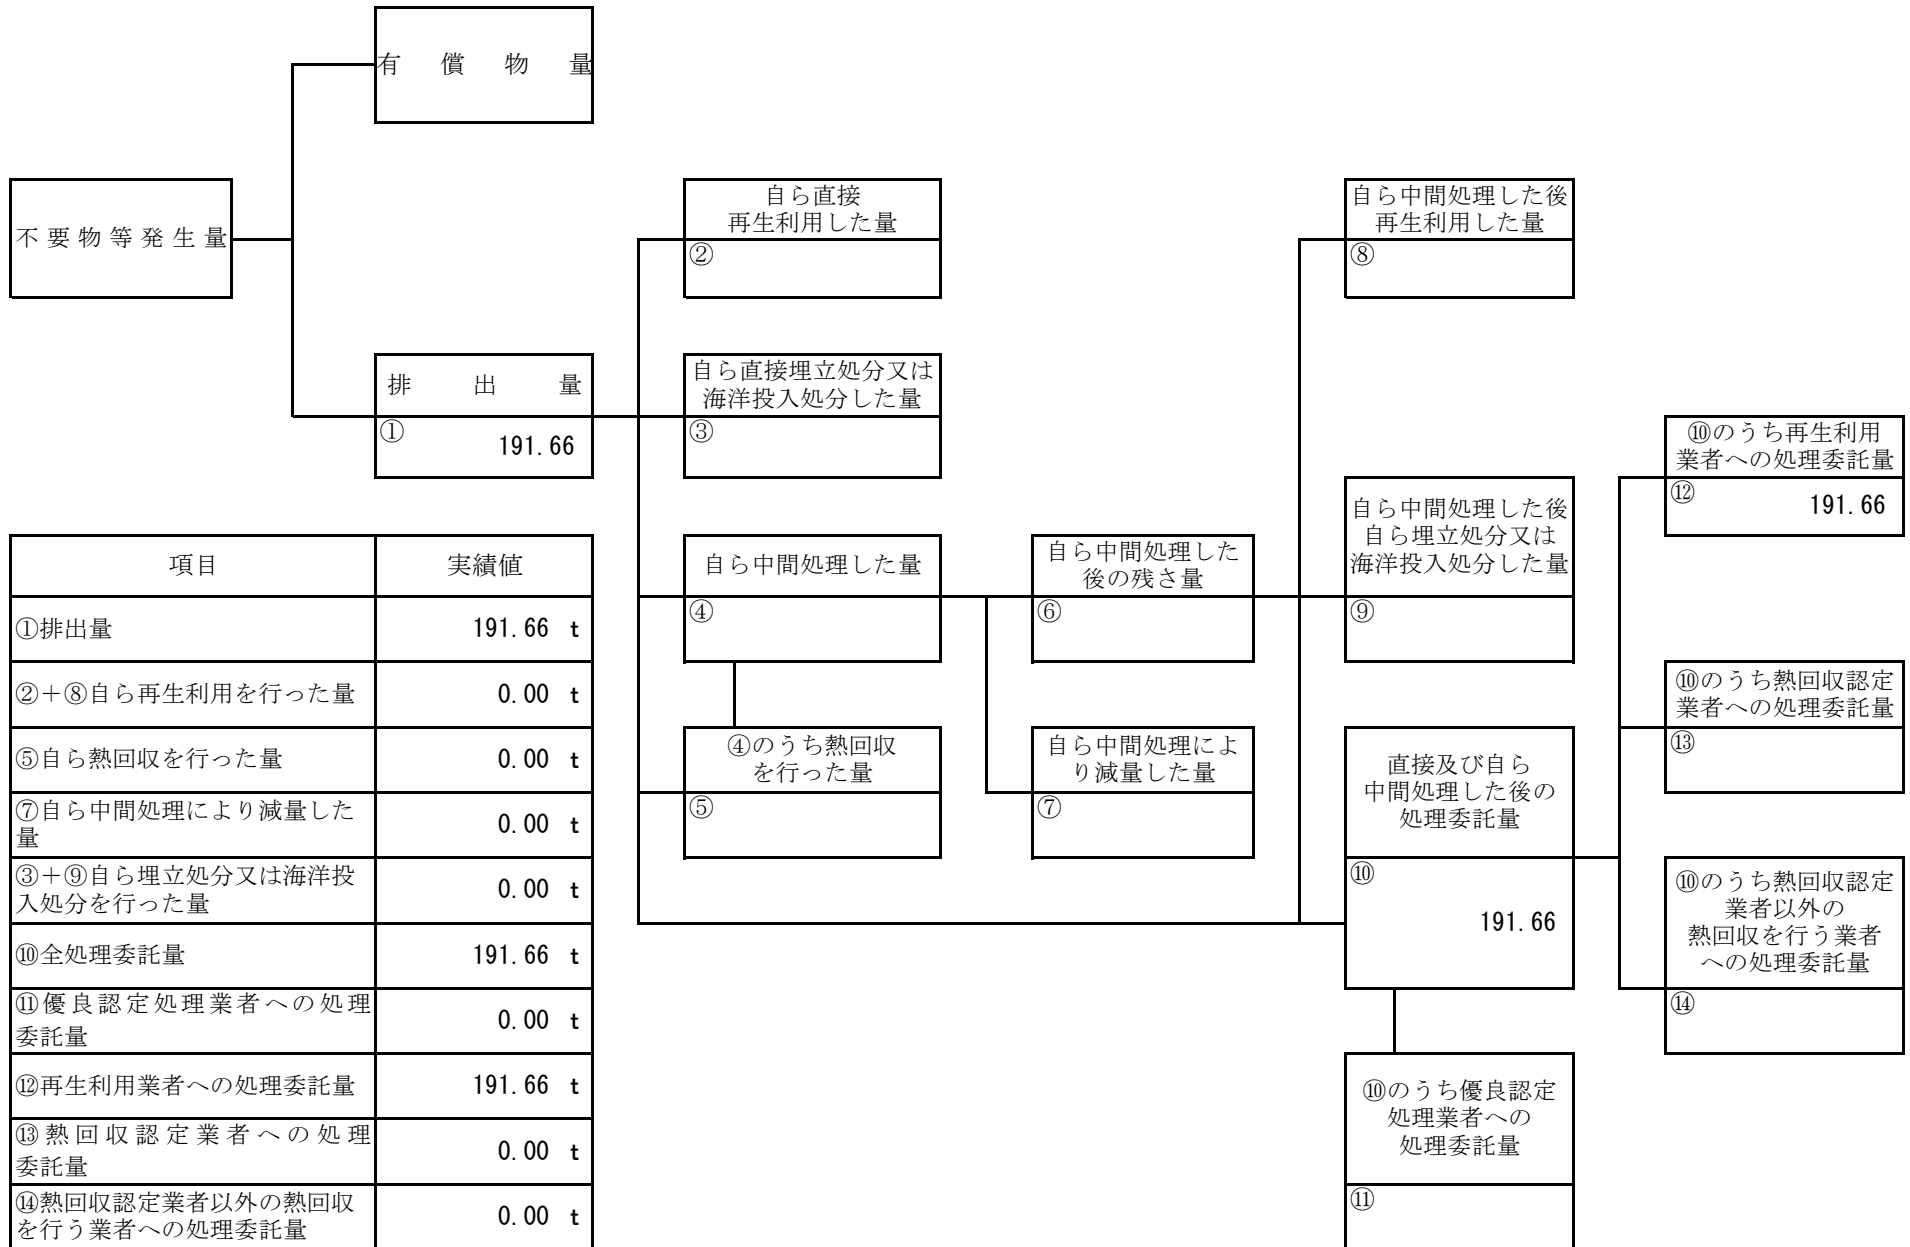 有償物量
不要物等発生量
自ら直接
再生利用した量
②
自ら中間処理した後
再生利用した量
⑧
排出量
①
191.66
自ら直接埋立処分又は
海洋投入処分した量
③
⑩のうち再生利用
業者への処理委託量
⑫
191.66
自ら中間処理した量
④
自ら中間処理した
後の残さ量
⑥
自ら中間処理した後
自ら埋立処分又は
海洋投入処分した量
⑨
⑩のうち熱回収認定
業者への処理委託量
⑬
④のうち熱回収
を行った量
⑤
自ら中間処理によ
り減量した量
⑦
直接及び自ら
中間処理した後の
処理委託量
⑩
191.66
⑩のうち熱回収認定
業者以外の
熱回収を行う業者
への処理委託量
⑭
⑩のうち優良認定
処理業者への
処理委託量
⑪
項目 実績値
①排出量 191.66 t
②+⑧自ら再生利用を行った量 0.00 t
⑤自ら熱回収を行った量 0.00 t
⑦自ら中間処理により減量した
量 0.00 t
③+⑨自ら埋立処分又は海洋投
入処分を行った量 0.00 t
⑩全処理委託量 191.66 t
⑪優良認定処理業者への処理
委託量 0.00 t
⑫再生利用業者への処理委託量 191.66 t
⑬熱回収認定業者への処理
委託量 0.00 t
⑭熱回収認定業者以外の熱回収
を行う業者への処理委託量 0.00 t